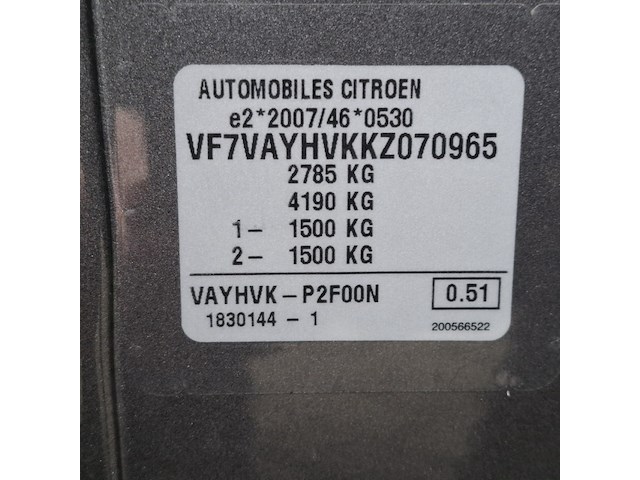 AUTOMOBILES CITROEN
e2*2007/46*0530
VF7VAYHVKKZ070965
2785 KG
4190 KG
1- 1500 KG
2- 1500 KG
VAYHVK-P2F00N 0.51
1830144-1 200566522